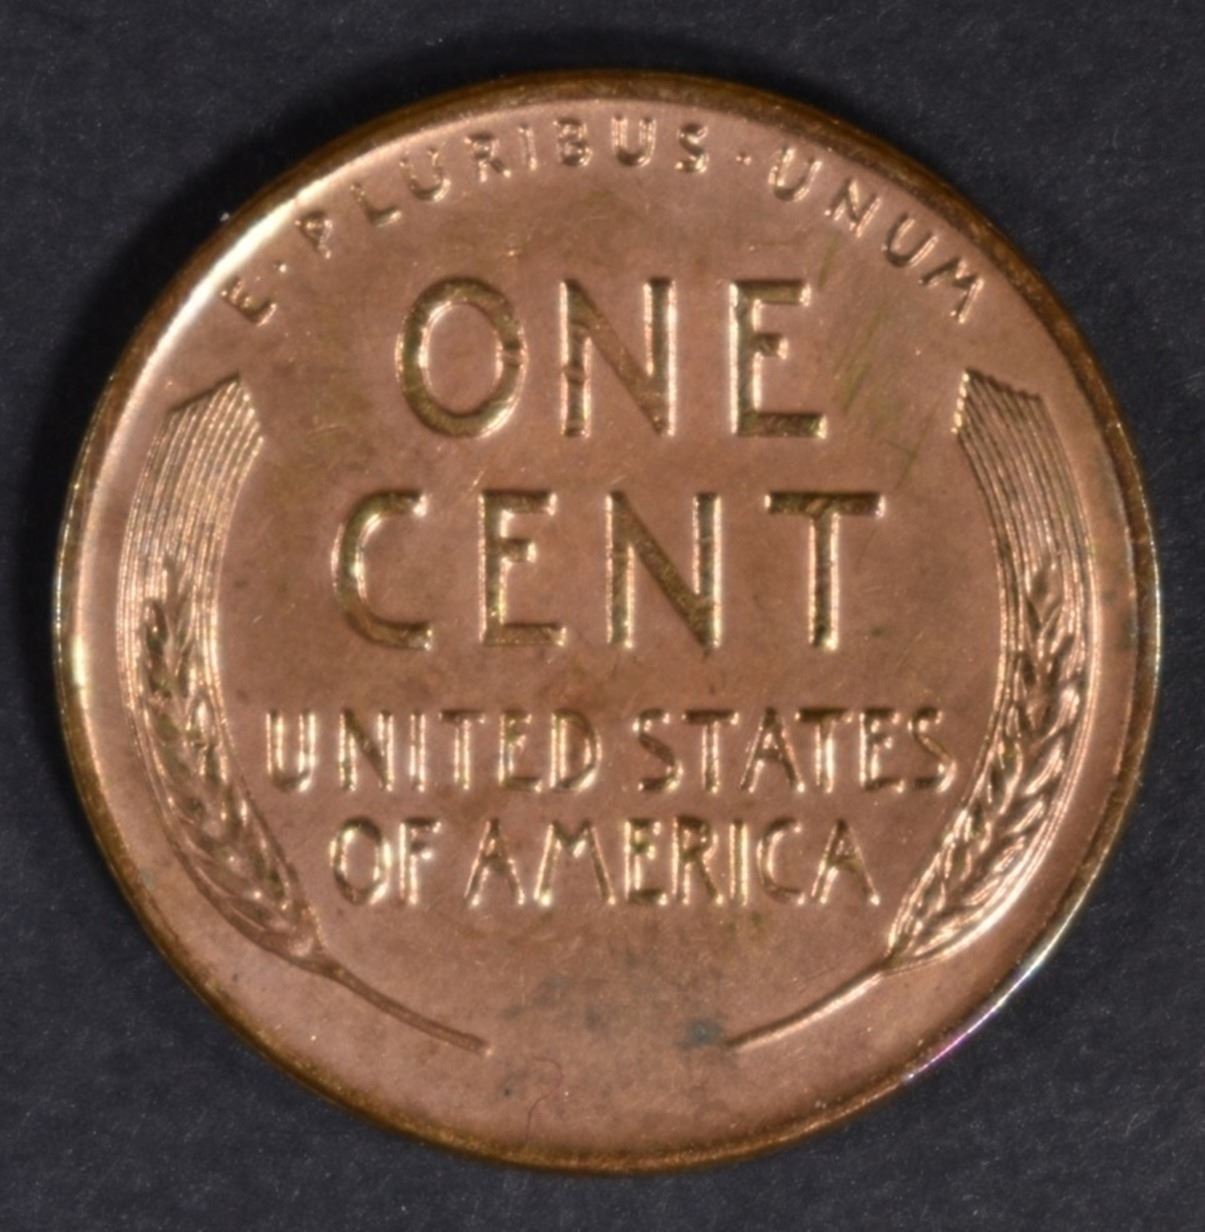 E · PLURIBUS · UNUM
ONE
CENT
UNITED STATES
OF AMERICA